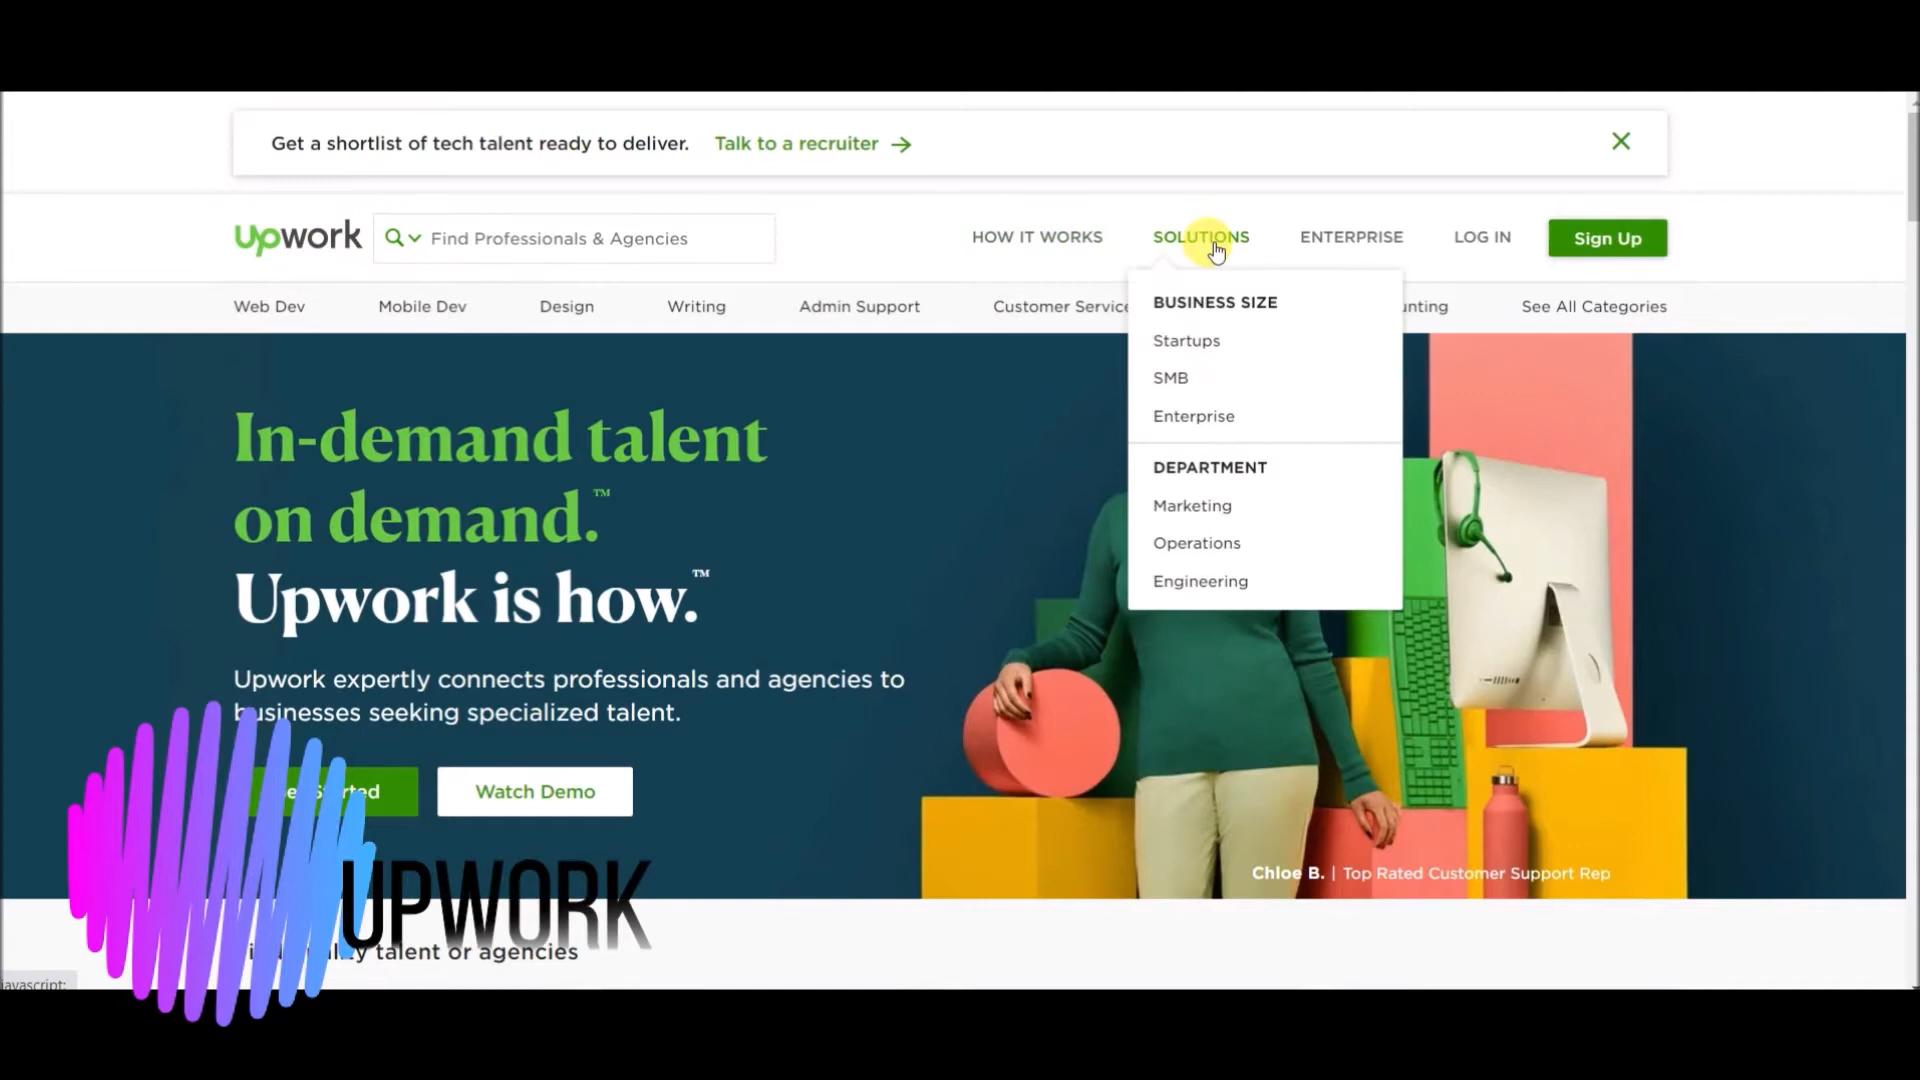 Get a shortlist of tech talent ready to deliver. Talk to a recruiter →
upwork Find Professionals & Agencies HOW IT WORKS SOLUTIONS ENTERPRISE LOG IN Sign Up
Web Dev Mobile Dev Design Writing Admin Support Customer Service See All Categories
BUSINESS SIZE
Startups
SMB
Enterprise
DEPARTMENT
Marketing
Operations
Engineering
In-demand talent
on demand.™
Upwork is how.™
Upwork expertly connects professionals and agencies to
businesses seeking specialized talent.
Watch Demo
Chloe B. | Top Rated Customer Support Rep
UPWORK
talent or agencies
javascript: